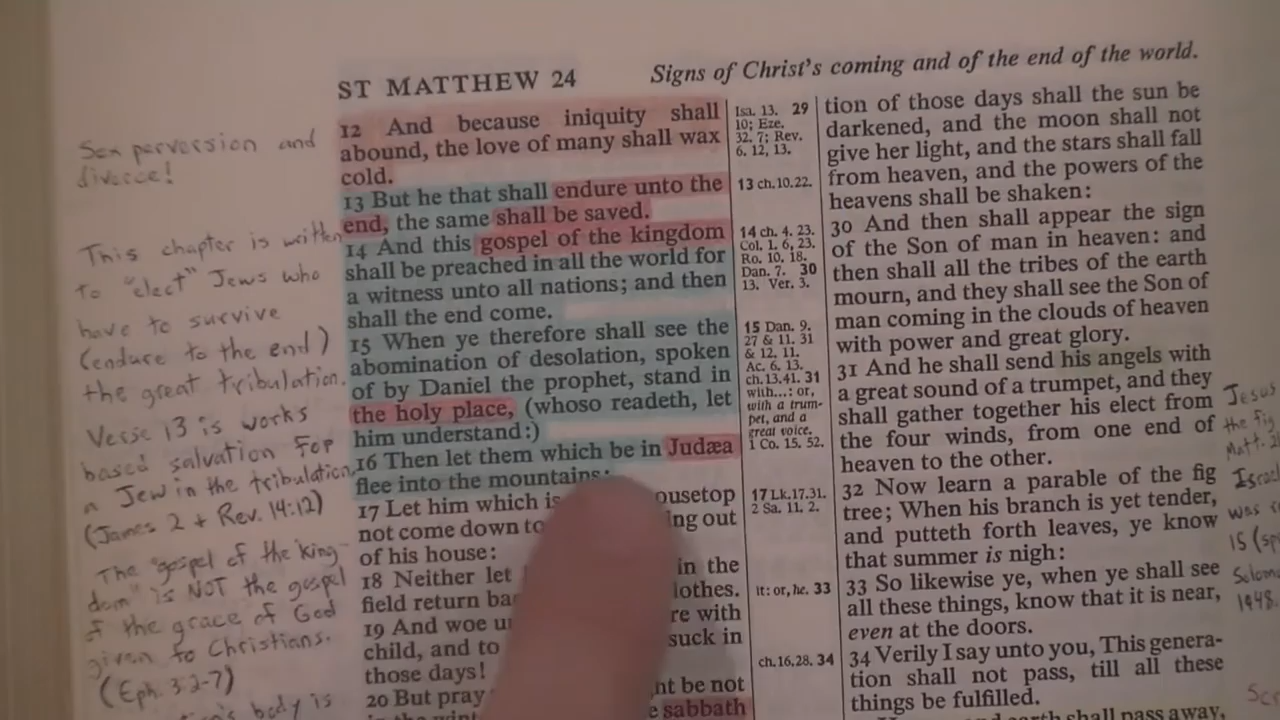 ST MATTHEW 24
Signs of Christ's coming and of the end of the world.
Sex perversion and
divorce!
This chapter is written
to "elect" Jews who
have to survive
(endure to the end)
the great tribulation.
Verse 13 is works
based salvation for
a Jew in the tribulation
(James 2 + Rev. 14:12)
The "gospel of the king-
dom" is NOT the gospel
of the grace of God
given to Christians.
(Eph. 3:2-7)
body is
12 And because iniquity shall
abound, the love of many shall wax
cold.
13 But he that shall endure unto the
end, the same shall be saved.
14 And this gospel of the kingdom
shall be preached in all the world for
a witness unto all nations; and then
shall the end come.
15 When ye therefore shall see the
abomination of desolation, spoken
of by Daniel the prophet, stand in
the holy place, (whoso readeth, let
him understand:)
16 Then let them which be in Judæa
flee into the mountains:
17 Let him which is ousetop
not come down to ing out
of his house:
18 Neither let in the
field return ba lothes.
19 And woe u re with
child, and to suck in
those days!
20 But pray ht be not
sabbath
Isa. 13. 29
10; Eze.
32. 7; Rev.
6. 12, 13.
13 ch.10.22.
14 ch. 4. 23.
Col. 1. 6, 23.
Ro. 10. 18.
Dan. 7. 30
13. Ver. 3.
15 Dan. 9.
27 & 11. 31
& 12. 11.
Ac. 6. 13.
ch.13.41. 31
with...: or,
with a trum-
pet, and a
great voice.
1 Co. 15. 52.
17 Lk.17.31.
2 Sa. 11. 2.
it: or, he. 33
ch.16.28. 34
tion of those days shall the sun be
darkened, and the moon shall not
give her light, and the stars shall fall
from heaven, and the powers of the
heavens shall be shaken:
30 And then shall appear the sign
of the Son of man in heaven: and
then shall all the tribes of the earth
mourn, and they shall see the Son of
man coming in the clouds of heaven
with power and great glory.
31 And he shall send his angels with
a great sound of a trumpet, and they
shall gather together his elect from
the four winds, from one end of
heaven to the other.
32 Now learn a parable of the fig
tree; When his branch is yet tender,
and putteth forth leaves, ye know
that summer is nigh:
33 So likewise ye, when ye shall see
all these things, know that it is near,
even at the doors.
34 Verily I say unto you, This genera-
tion shall not pass, till all these
things be fulfilled.
earth shall pass away,
Jesus
the fig
Matt. 2
was
15
1948.